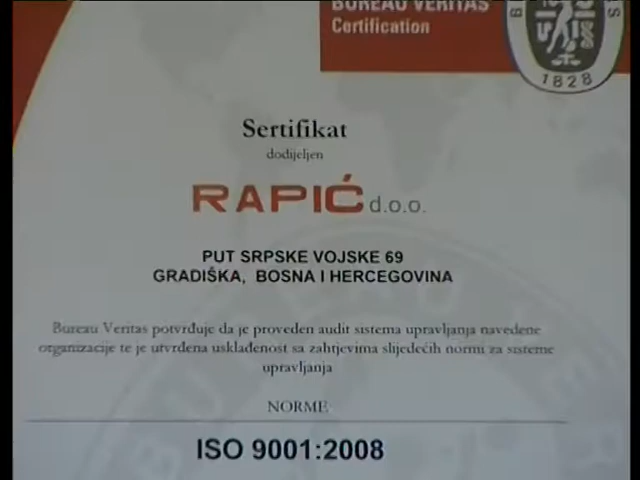 BUREAU VERITAS
Certification
1828
Sertifikat
dodijeljen
RAPIĆ d.o.o.
PUT SRPSKE VOJSKE 69
GRADIŠKA, BOSNA I HERCEGOVINA
Bureau Veritas potvrđuje da je proveden audit sistema upravljanja navedene
organizacije te je utvrđena usklađenost sa zahtjevima slijedećih normi za sisteme
upravljanja
NORME
ISO 9001:2008